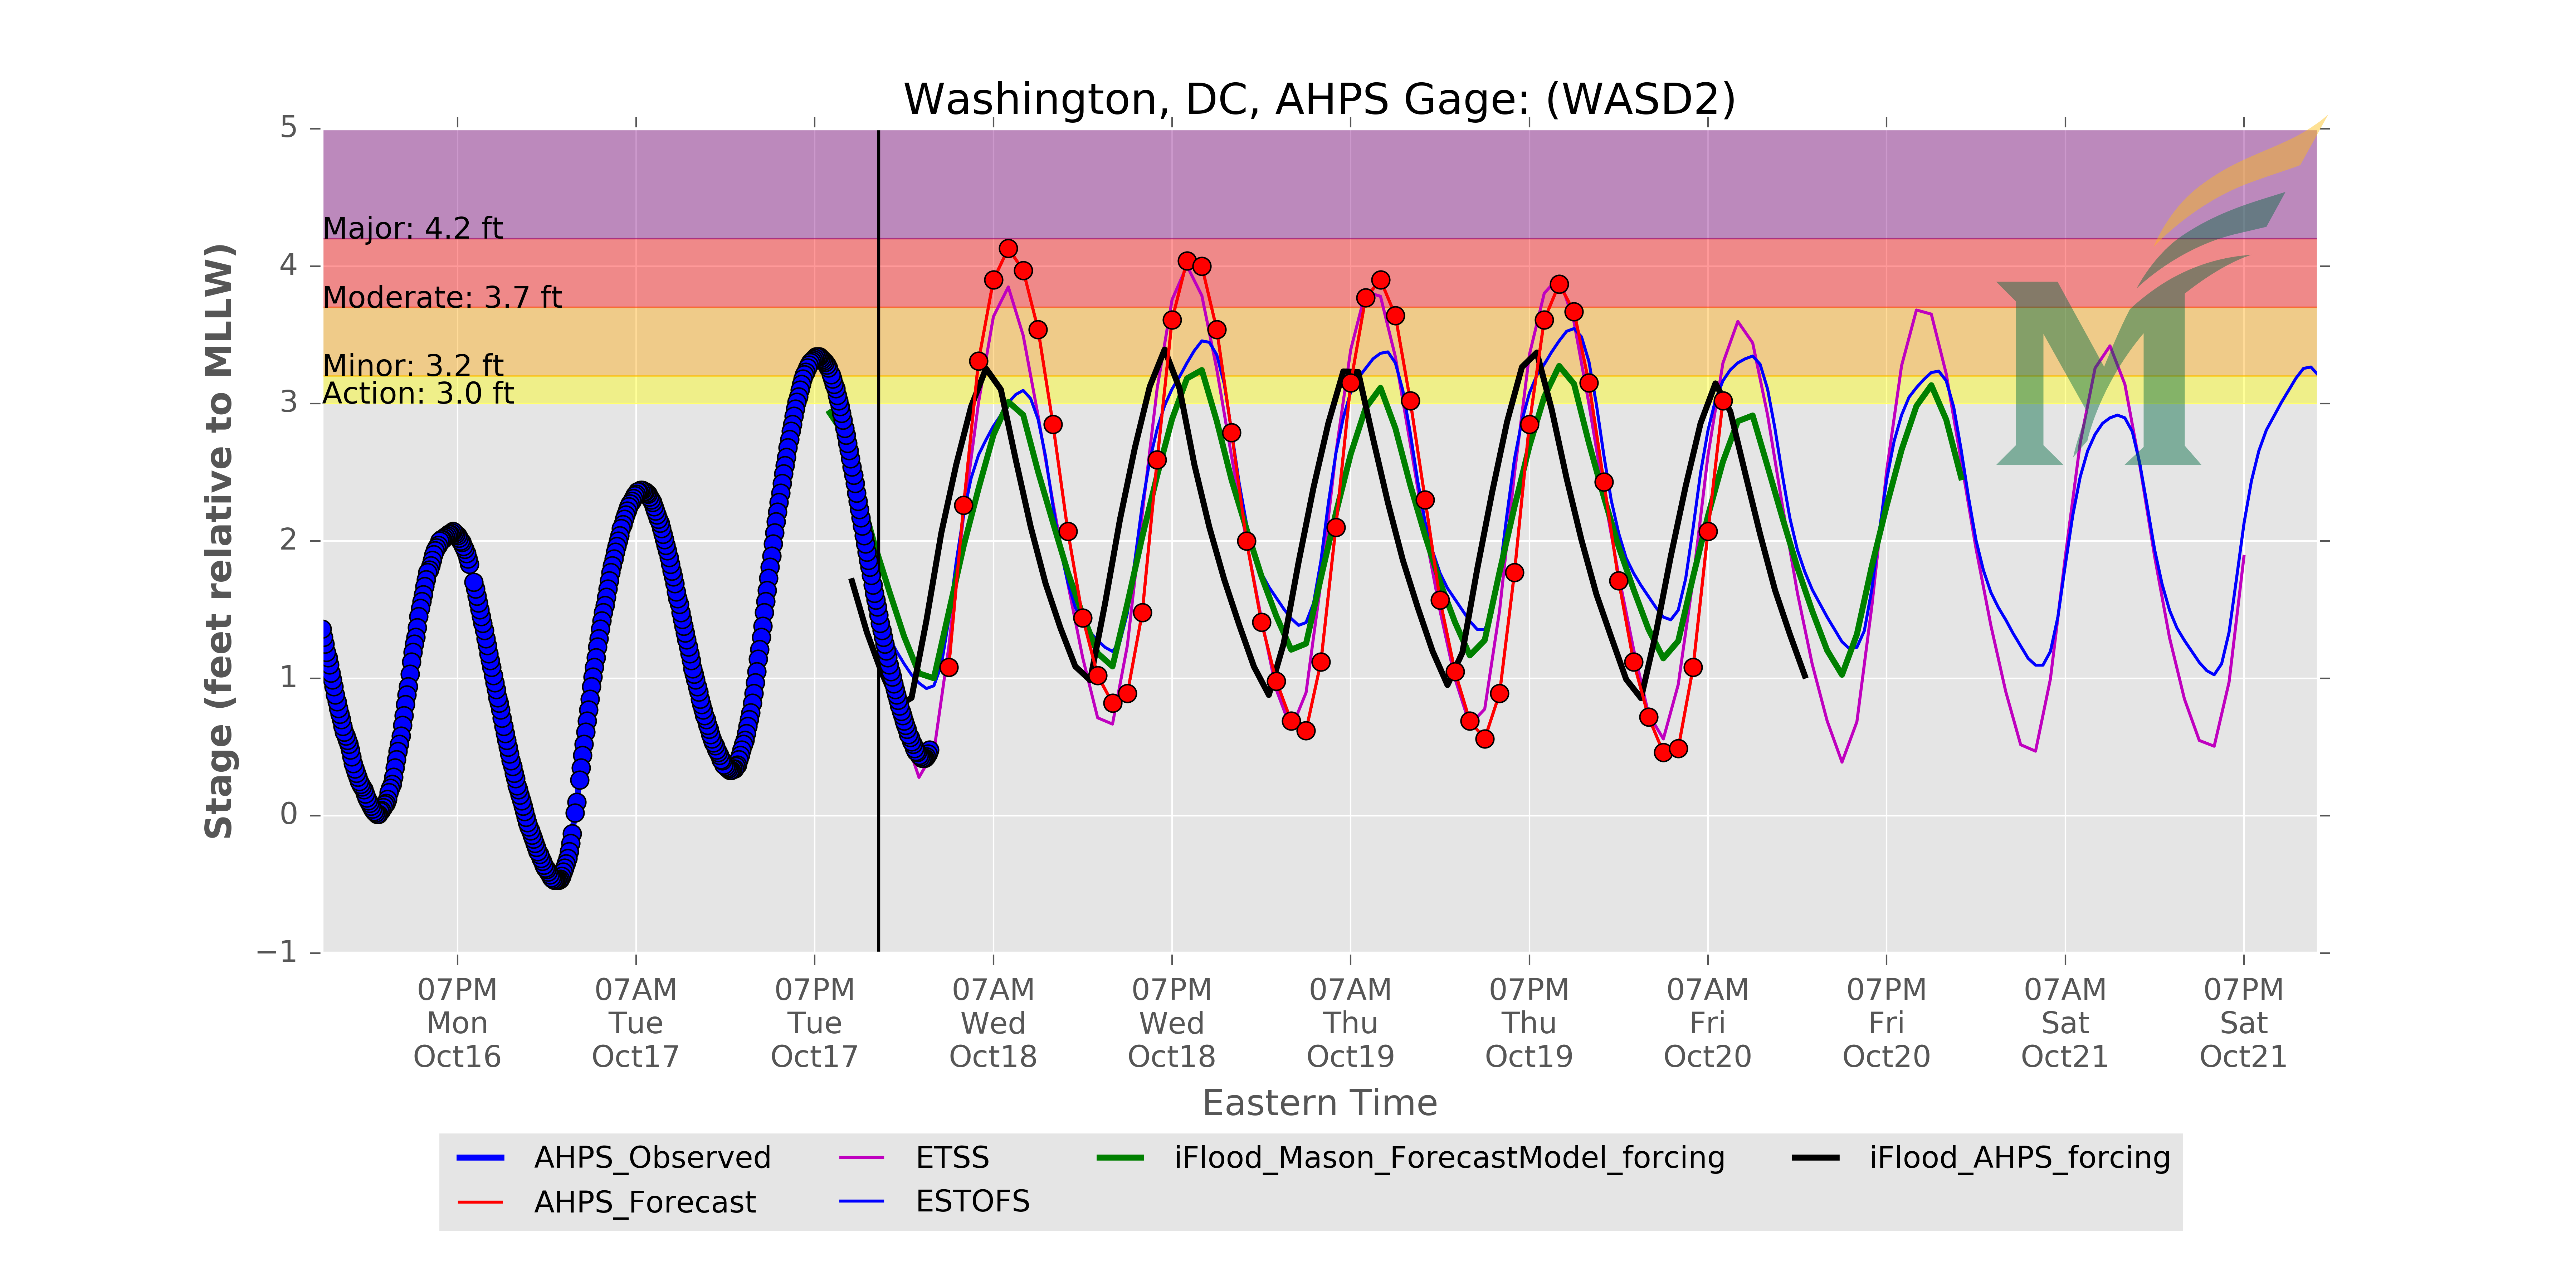 Washington, DC, AHPS Gage: (WASD2)
5
4
3
2
1
0
−1
Stage (feet relative to MLLW)
Major: 4.2 ft
Moderate: 3.7 ft
Minor: 3.2 ft
Action: 3.0 ft
07PM Mon Oct16
07AM Tue Oct17
07PM Tue Oct17
07AM Wed Oct18
07PM Wed Oct18
07AM Thu Oct19
07PM Thu Oct19
07AM Fri Oct20
07PM Fri Oct20
07AM Sat Oct21
07PM Sat Oct21
Eastern Time
AHPS_Observed
AHPS_Forecast
ETSS
ESTOFS
iFlood_Mason_ForecastModel_forcing
iFlood_AHPS_forcing
M